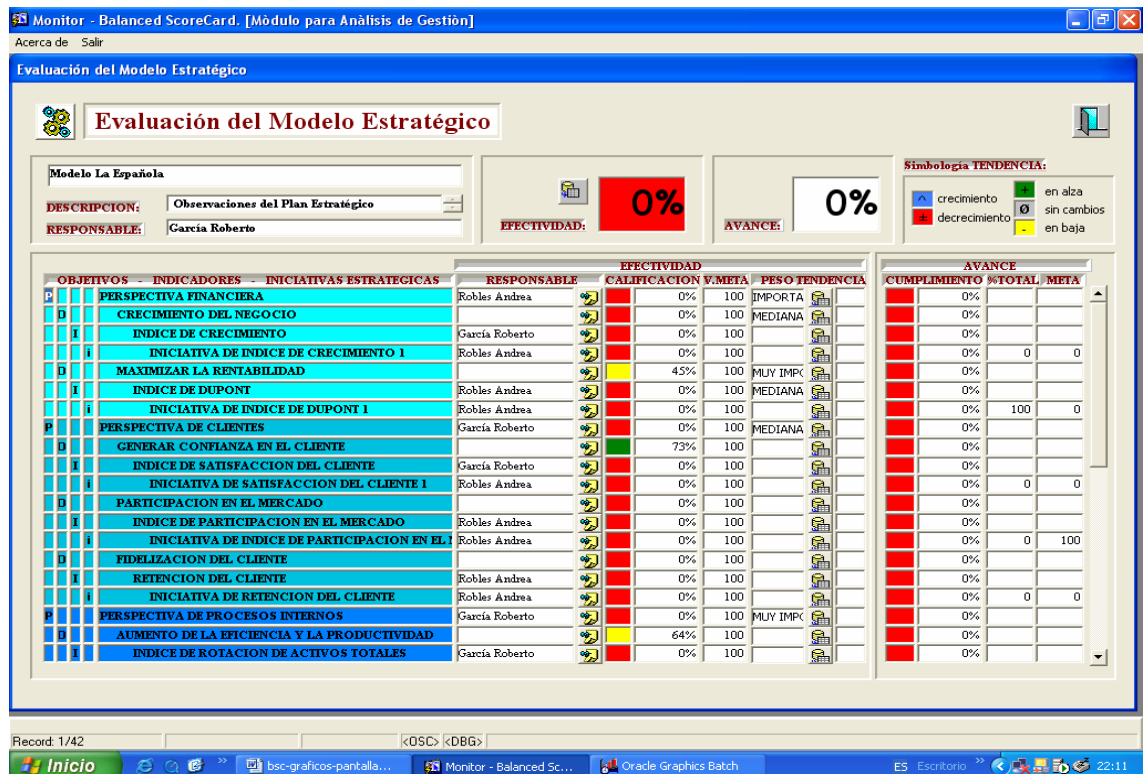 Monitor - Balanced ScoreCard. [Mòdulo para Anàlisis de Gestiòn]
Acerca de Salir
Evaluación del Modelo Estratégico
Evaluación del Modelo Estratégico
Modelo La Española
DESCRIPCION: Observaciones del Plan Estratégico
RESPONSABLE: García Roberto
EFECTIVIDAD: 0%
AVANCE: 0%
Simbología TENDENCIA:
^ crecimiento
± decrecimiento
+ en alza
Ø sin cambios
- en baja
EFECTIVIDAD AVANCE
OBJETIVOS - INDICADORES - INICIATIVAS ESTRATEGICAS RESPONSABLE CALIFICACION V.META PESO TENDENCIA CUMPLIMIENTO %TOTAL META
P PERSPECTIVA FINANCIERA Robles Andrea 0% 100 IMPORTA 0%
O CRECIMIENTO DEL NEGOCIO 0% 100 MEDIANA 0%
I INDICE DE CRECIMIENTO García Roberto 0% 100 0%
i INICIATIVA DE INDICE DE CRECIMIENTO 1 Robles Andrea 0% 100 0% 0 0
O MAXIMIZAR LA RENTABILIDAD 45% 100 MUY IMPO 0%
I INDICE DE DUPONT Robles Andrea 0% 100 MEDIANA 0%
i INICIATIVA DE INDICE DE DUPONT 1 Robles Andrea 0% 100 0% 100 0
P PERSPECTIVA DE CLIENTES García Roberto 0% 100 MEDIANA 0%
O GENERAR CONFIANZA EN EL CLIENTE 73% 100 0%
I INDICE DE SATISFACCION DEL CLIENTE García Roberto 0% 100 0%
i INICIATIVA DE SATISFACCION DEL CLIENTE 1 Robles Andrea 0% 100 0% 0 0
O PARTICIPACION EN EL MERCADO 0% 100 0%
I INDICE DE PARTICIPACION EN EL MERCADO Robles Andrea 0% 100 0%
i INICIATIVA DE INDICE DE PARTICIPACION EN EL Robles Andrea 0% 100 0% 0 100
O FIDELIZACION DEL CLIENTE 0% 100 0%
I RETENCION DEL CLIENTE Robles Andrea 0% 100 0%
i INICIATIVA DE RETENCION DEL CLIENTE Robles Andrea 0% 100 0% 0 0
P PERSPECTIVA DE PROCESOS INTERNOS García Roberto 0% 100 MUY IMPO 0%
O AUMENTO DE LA EFICIENCIA Y LA PRODUCTIVIDAD 64% 100 0%
I INDICE DE ROTACION DE ACTIVOS TOTALES García Roberto 0% 100 0%
Record: 1/42 <OSC> <DBG>
Inicio bsc-graficos-pantalla... Monitor - Balanced Sc... Oracle Graphics Batch ES Escritorio 22:11